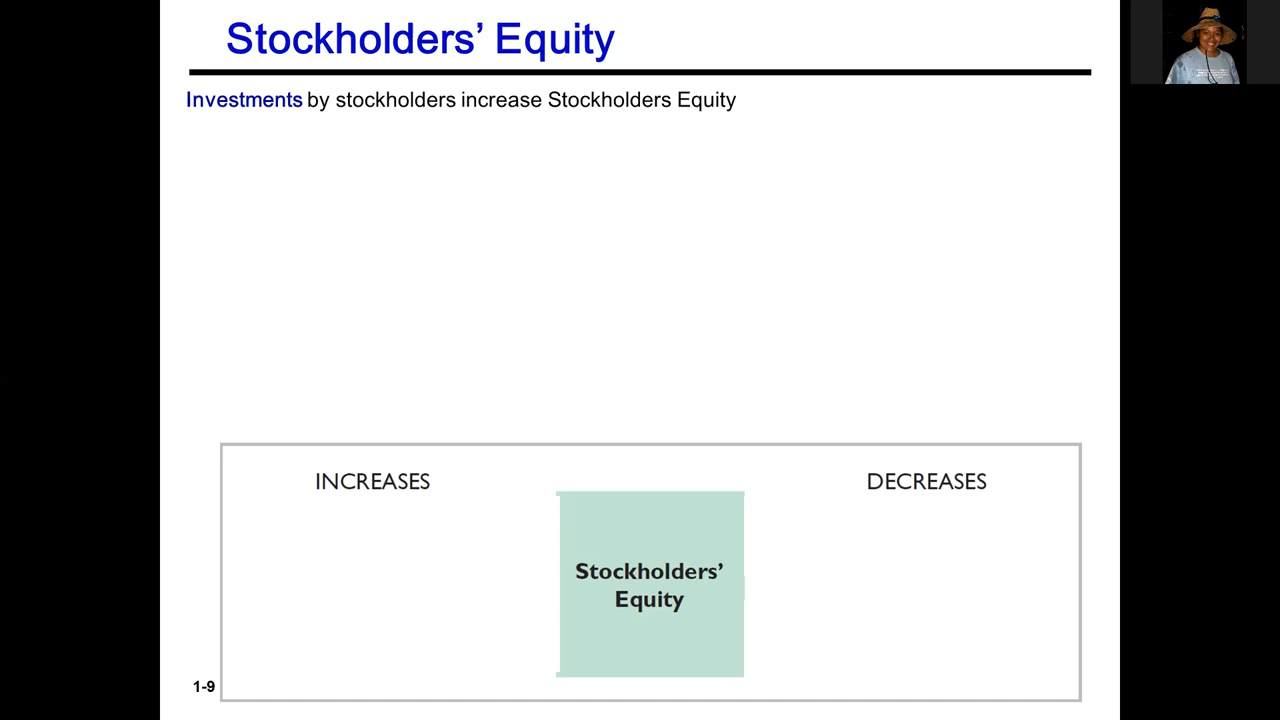 Stockholders’ Equity
Investments by stockholders increase Stockholders Equity
INCREASES
DECREASES
Stockholders’
Equity
1-9